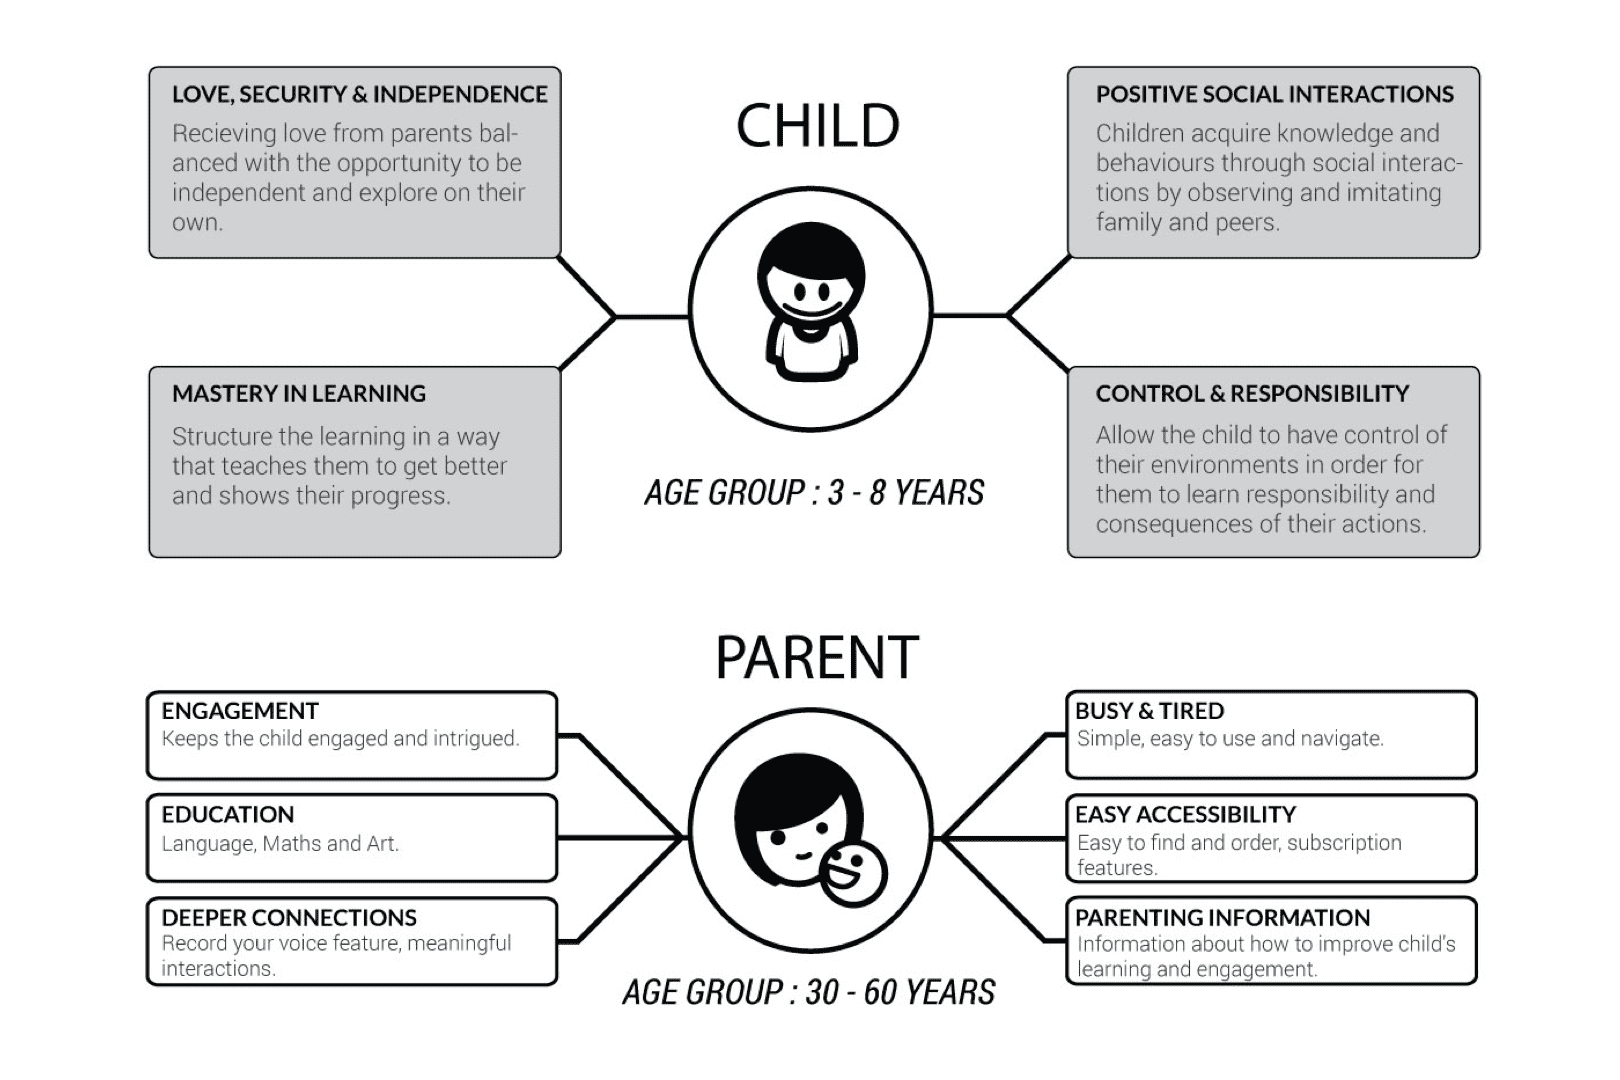 CHILD
LOVE, SECURITY & INDEPENDENCE
Recieving love from parents bal-
anced with the opportunity to be
independent and explore on their
own.
POSITIVE SOCIAL INTERACTIONS
Children acquire knowledge and
behaviours through social interac-
tions by observing and imitating
family and peers.
MASTERY IN LEARNING
Structure the learning in a way
that teaches them to get better
and shows their progress.
CONTROL & RESPONSIBILITY
Allow the child to have control of
their environments in order for
them to learn responsibility and
consequences of their actions.
AGE GROUP : 3 - 8 YEARS
PARENT
ENGAGEMENT
Keeps the child engaged and intrigued.
EDUCATION
Language, Maths and Art.
DEEPER CONNECTIONS
Record your voice feature, meaningful
interactions.
BUSY & TIRED
Simple, easy to use and navigate.
EASY ACCESSIBILITY
Easy to find and order, subscription
features.
PARENTING INFORMATION
Information about how to improve child's
learning and engagement.
AGE GROUP : 30 - 60 YEARS